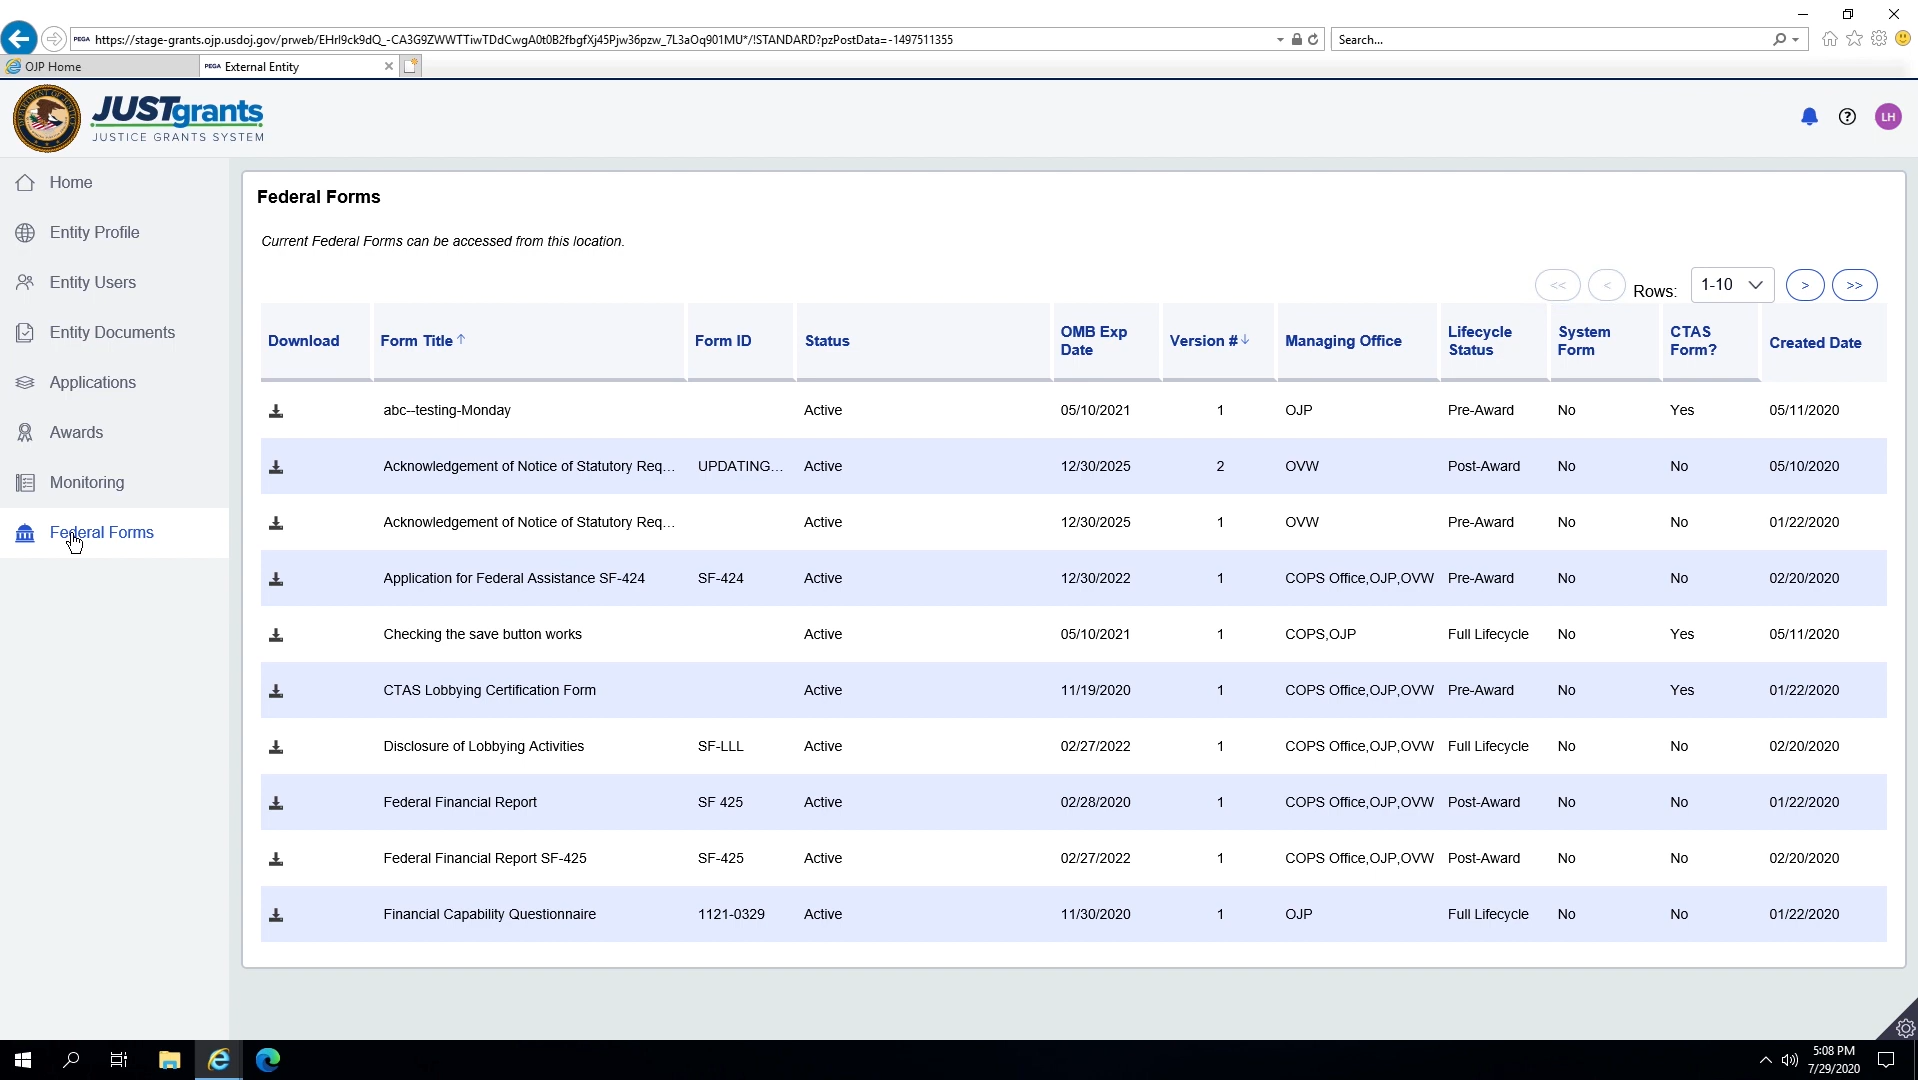 PEGA https://stage-grants.ojp.usdoj.gov/prweb/EHrl9ck9dQ_-CA3G9ZWWTTiwTDdCwgA0t0B2fbgfXj45Pjw36pzw_7L3aOq901MU*/!STANDARD?pzPostData=-1497511355 Search...
OJP Home PEGA External Entity
JUSTgrants
JUSTICE GRANTS SYSTEM
LH
Home
Entity Profile
Entity Users
Entity Documents
Applications
Awards
Monitoring
Federal Forms
Federal Forms
Current Federal Forms can be accessed from this location.
<< < Rows: 1-10 > >>
Download Form Title Form ID Status OMB Exp Date Version # Managing Office Lifecycle Status System Form CTAS Form? Created Date
abc--testing-Monday Active 05/10/2021 1 OJP Pre-Award No Yes 05/11/2020
Acknowledgement of Notice of Statutory Req... UPDATING... Active 12/30/2025 2 OVW Post-Award No No 05/10/2020
Acknowledgement of Notice of Statutory Req... Active 12/30/2025 1 OVW Pre-Award No No 01/22/2020
Application for Federal Assistance SF-424 SF-424 Active 12/30/2022 1 COPS Office,OJP,OVW Pre-Award No No 02/20/2020
Checking the save button works Active 05/10/2021 1 COPS,OJP Full Lifecycle No Yes 05/11/2020
CTAS Lobbying Certification Form Active 11/19/2020 1 COPS Office,OJP,OVW Pre-Award No Yes 01/22/2020
Disclosure of Lobbying Activities SF-LLL Active 02/27/2022 1 COPS Office,OJP,OVW Full Lifecycle No No 02/20/2020
Federal Financial Report SF 425 Active 02/28/2020 1 COPS Office,OJP,OVW Post-Award No No 01/22/2020
Federal Financial Report SF-425 SF-425 Active 02/27/2022 1 COPS Office,OJP,OVW Post-Award No No 02/20/2020
Financial Capability Questionnaire 1121-0329 Active 11/30/2020 1 OJP Full Lifecycle No No 01/22/2020
5:08 PM
7/29/2020